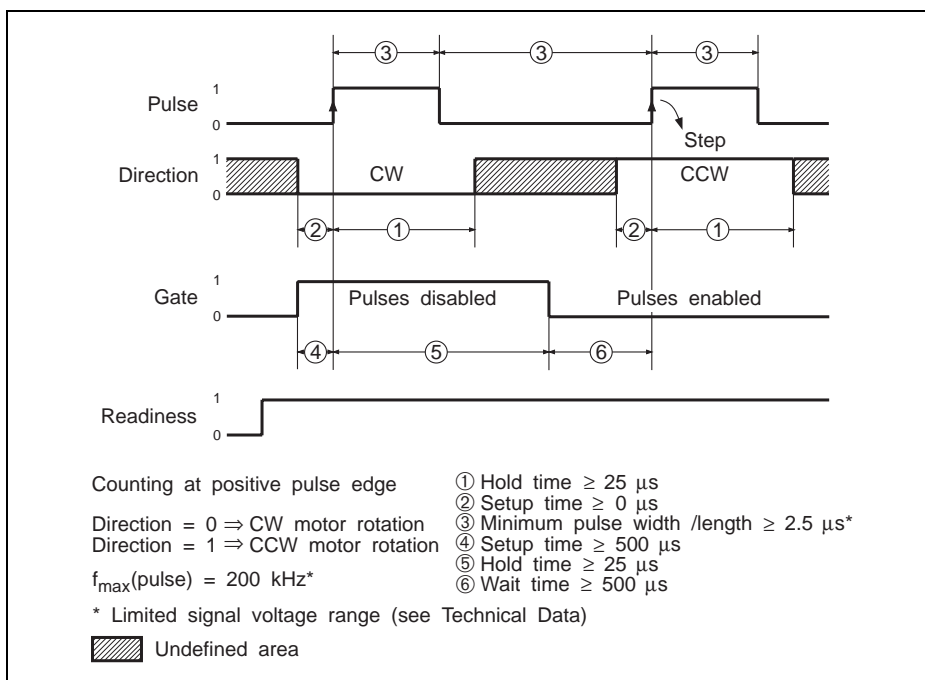 ③ ③ ③
Pulse 1 0
Step
Direction 1 0 CW CCW
② ① ② ①
Gate 1 0 Pulses disabled Pulses enabled
④ ⑤ ⑥
Readiness 1 0
Counting at positive pulse edge
Direction = 0 ⇒ CW motor rotation
Direction = 1 ⇒ CCW motor rotation
fmax(pulse) = 200 kHz*
① Hold time ≥ 25 µs
② Setup time ≥ 0 µs
③ Minimum pulse width /length ≥ 2.5 µs*
④ Setup time ≥ 500 µs
⑤ Hold time ≥ 25 µs
⑥ Wait time ≥ 500 µs
* Limited signal voltage range (see Technical Data)
Undefined area